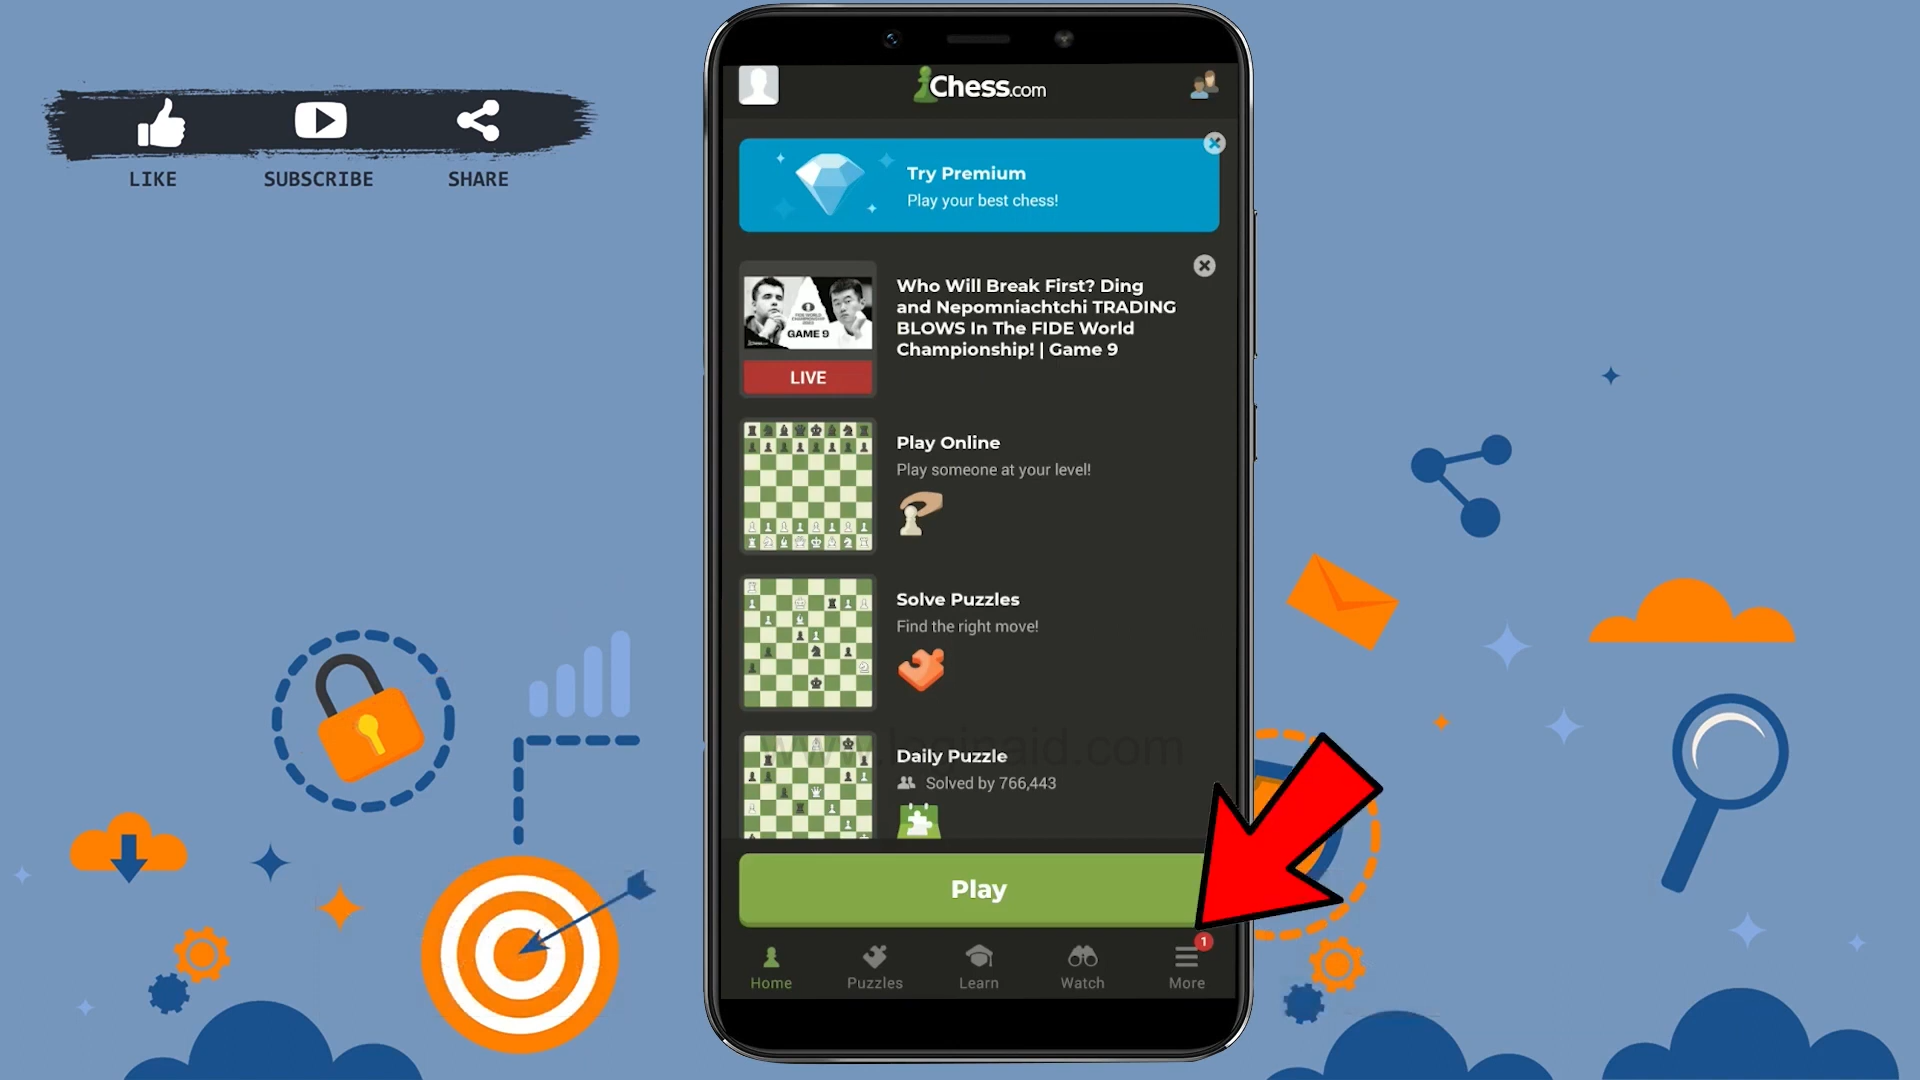 LIKE
SUBSCRIBE
SHARE
Chess.com
Try Premium
Play your best chess!
Who Will Break First? Ding
and Nepomniachtchi TRADING
BLOWS In The FIDE World
Championship! | Game 9
GAME 9
LIVE
Play Online
Play someone at your level!
Solve Puzzles
Find the right move!
Daily Puzzle
Solved by 766,443
Play
1
Home
Puzzles
Learn
Watch
More